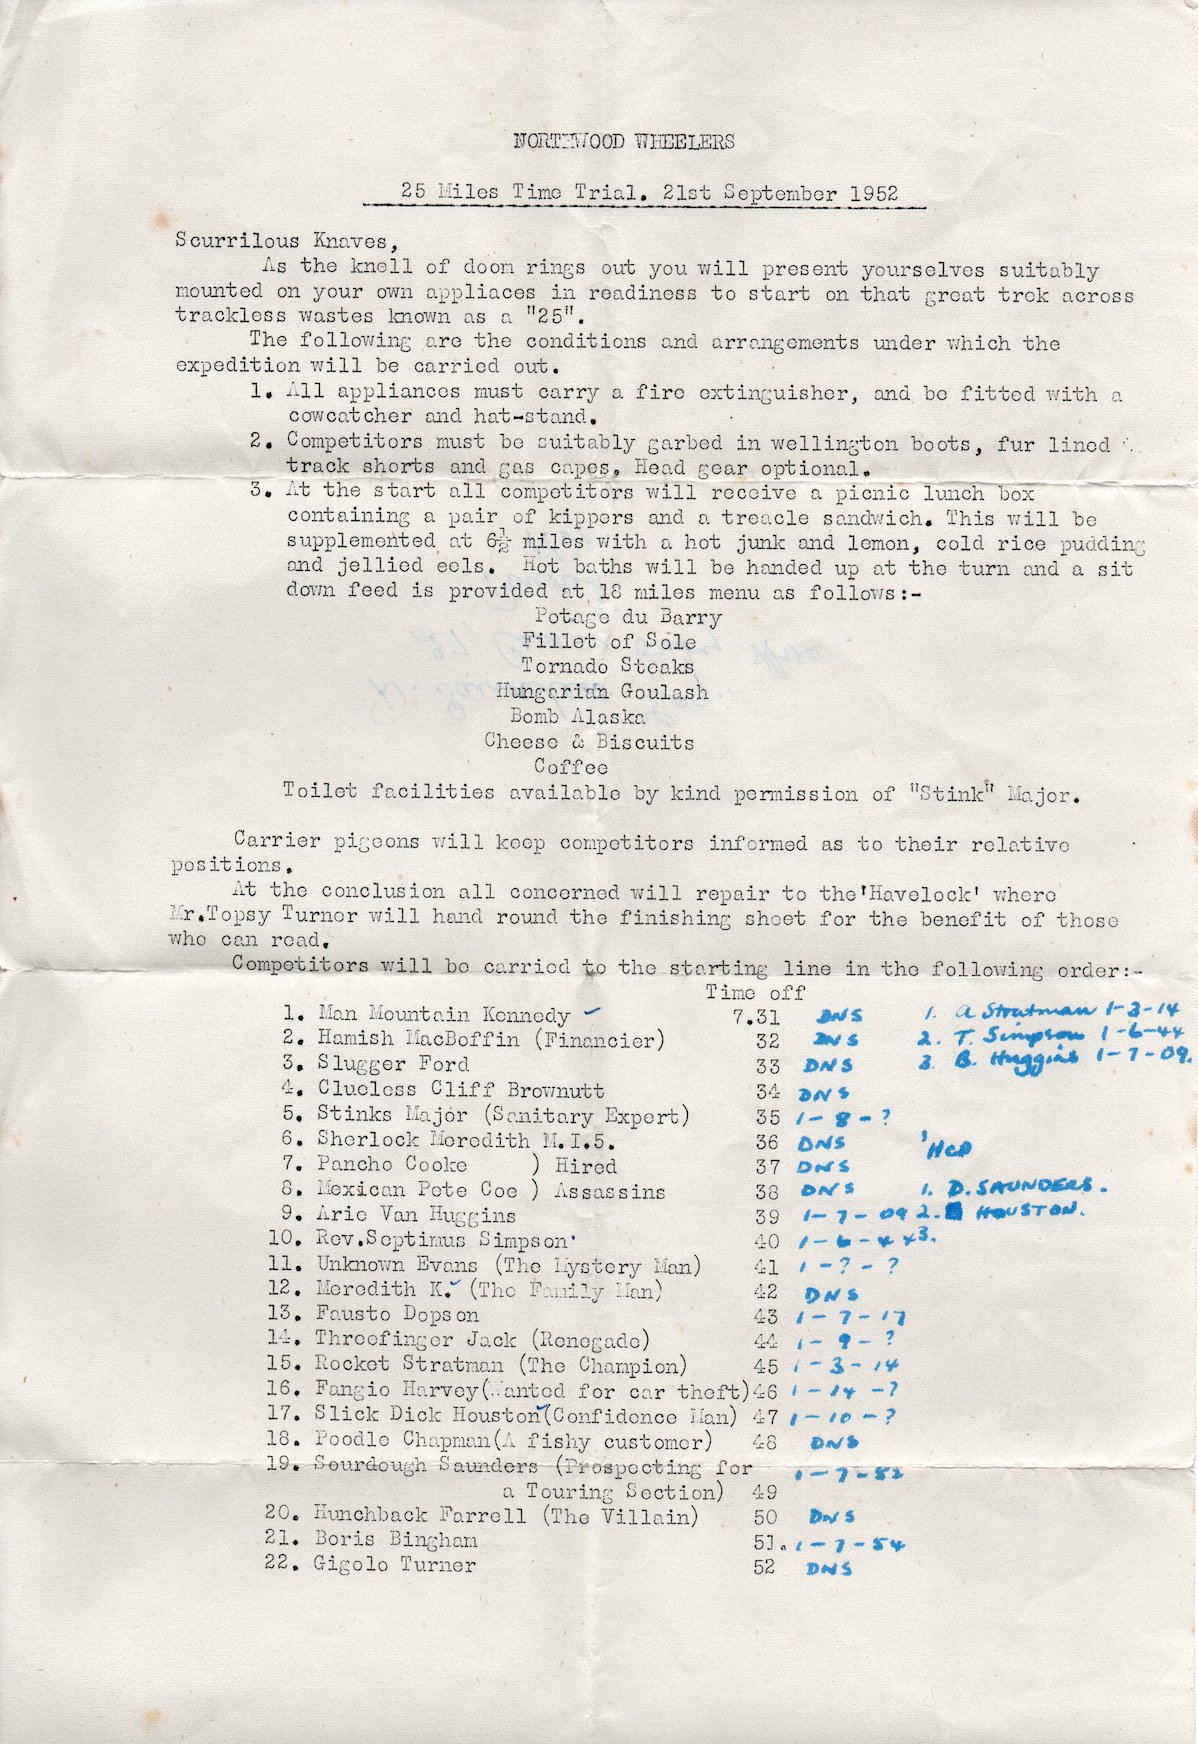 NORTHWOOD WHEELERS
25 Miles Time Trial. 21st September 1952
Scurrilous Knaves,
As the knell of doom rings out you will present yourselves suitably
mounted on your own appliaces in readiness to start on that great trek across
trackless wastes known as a "25".
The following are the conditions and arrangements under which the
expedition will be carried out.
1. All appliances must carry a fire extinguisher, and be fitted with a
cowcatcher and hat-stand.
2. Competitors must be suitably garbed in wellington boots, fur lined
track shorts and gas capes. Head gear optional.
3. At the start all competitors will receive a picnic lunch box
containing a pair of kippers and a treacle sandwich. This will be
supplemented at 6½ miles with a hot junk and lemon, cold rice pudding
and jellied eels. Hot baths will be handed up at the turn and a sit
down feed is provided at 18 miles menu as follows:-
Potage du Barry
Fillet of Sole
Tornado Steaks
Hungarian Goulash
Bomb Alaska
Cheese & Biscuits
Coffee
Toilet facilities available by kind permission of "Stink" Major.
Carrier pigeons will keep competitors informed as to their relative
positions.
At the conclusion all concerned will repair to the 'Havelock' where
Mr.Topsy Turner will hand round the finishing sheet for the benefit of those
who can read.
Competitors will be carried to the starting line in the following order:-
Time off
1. Man Mountain Kennedy 7.31 DNS 1. A Stratman 1-3-14
2. Hamish MacBoffin (Financier) 32 DNS 2. T. Simpson 1-6-44
3. Slugger Ford 33 DNS 3. B. Huggins 1-7-09.
4. Clueless Cliff Brownutt 34 DNS
5. Stinks Major (Sanitary Expert) 35 1-8-?
6. Sherlock Meredith M.I.5. 36 DNS 'HCP
7. Pancho Cooke ) Hired 37 DNS
8. Mexican Pete Coe ) Assassins 38 DNS 1. D. SAUNDERS.
9. Arie Van Huggins 39 1-7-09 2. HOUSTON.
10. Rev.Septimus Simpson 40 1-6-44 3.
11. Unknown Evans (The Mystery Man) 41 1-?-?
12. Meredith K. (The Family Man) 42 DNS
13. Fausto Dopson 43 1-7-17
14. Threefinger Jack (Renegade) 44 1-9-?
15. Rocket Stratman (The Champion) 45 1-3-14
16. Fangio Harvey(Wanted for car theft) 46 1-14-?
17. Slick Dick Houston(Confidence Man) 47 1-10-?
18. Poodle Chapman(A fishy customer) 48 DNS
19. Sourdough Saunders (Prospecting for 1-7-52
a Touring Section) 49
20. Hunchback Farrell (The Villain) 50 DNS
21. Boris Bingham 51. 1-7-54
22. Gigolo Turner 52 DNS